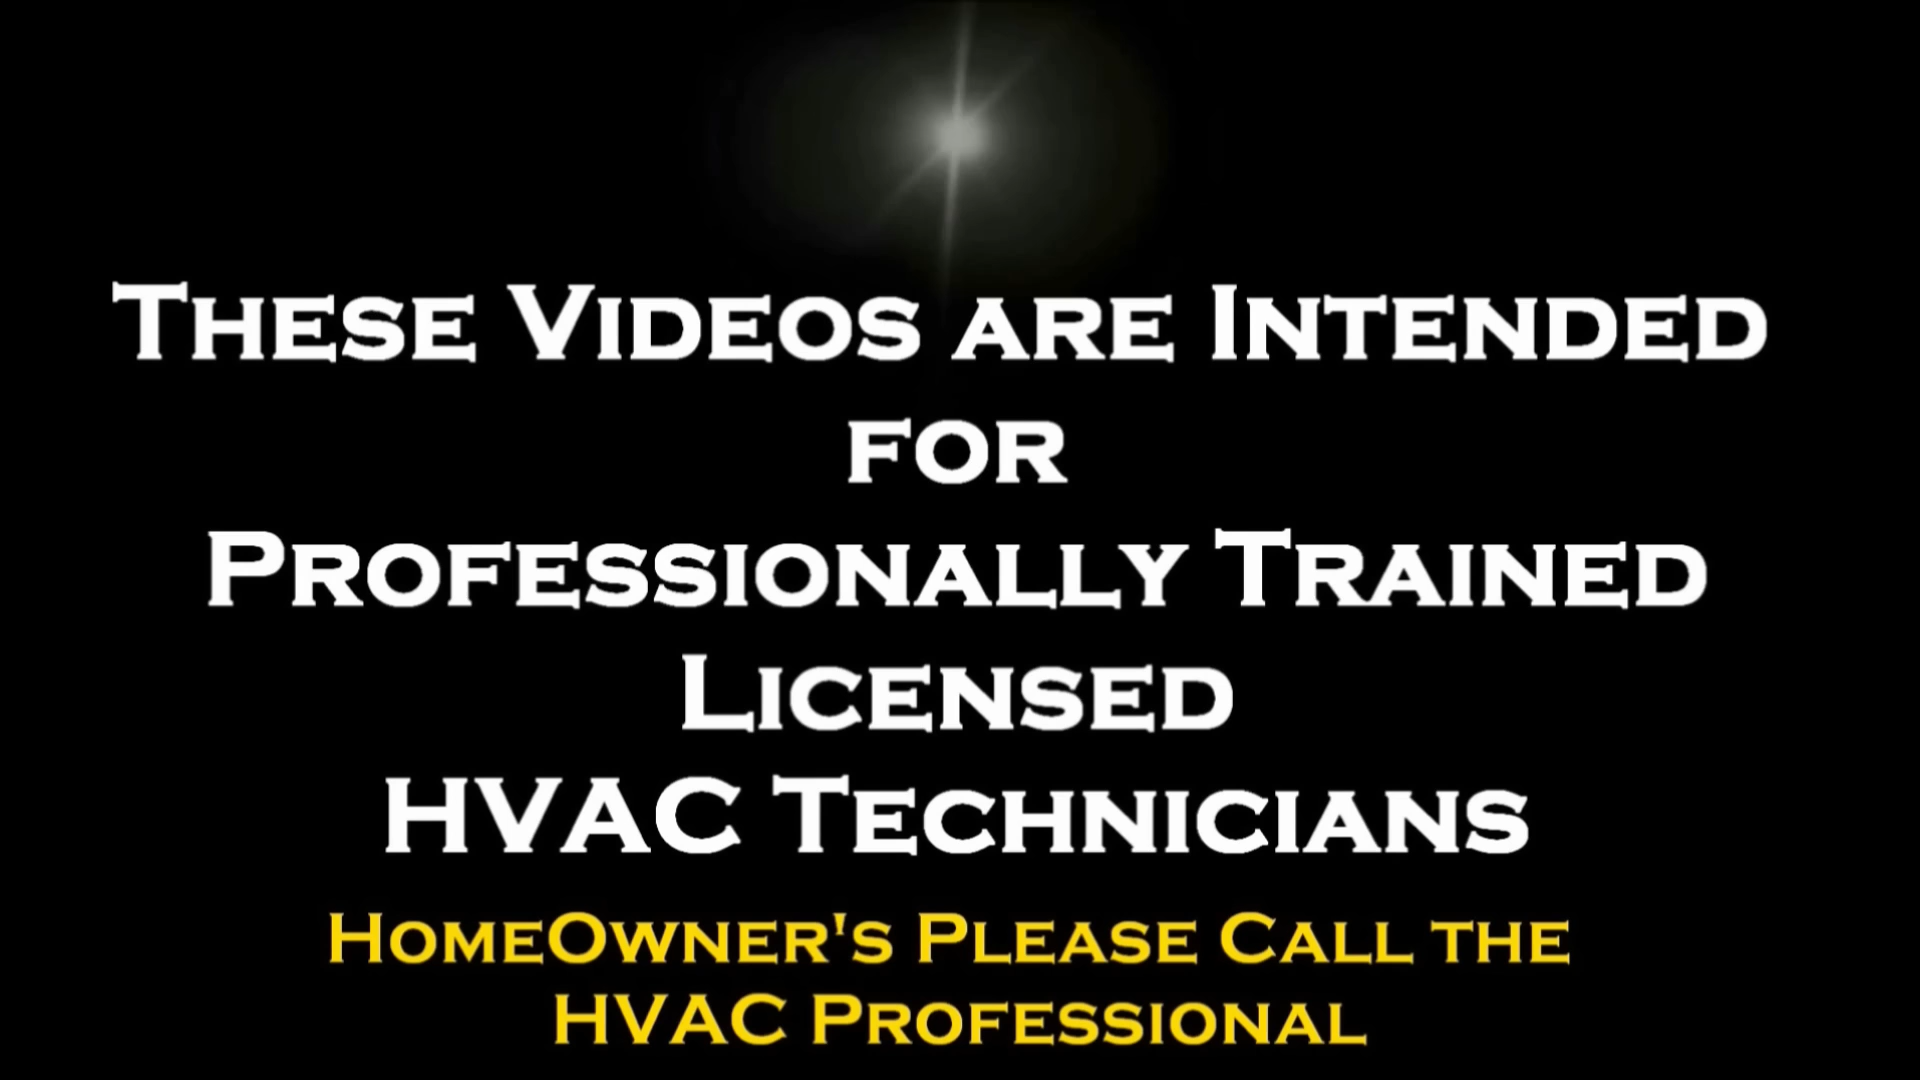 These Videos are Intended
for
Professionally Trained
Licensed
HVAC Technicians
HomeOwner's Please Call the
HVAC Professional